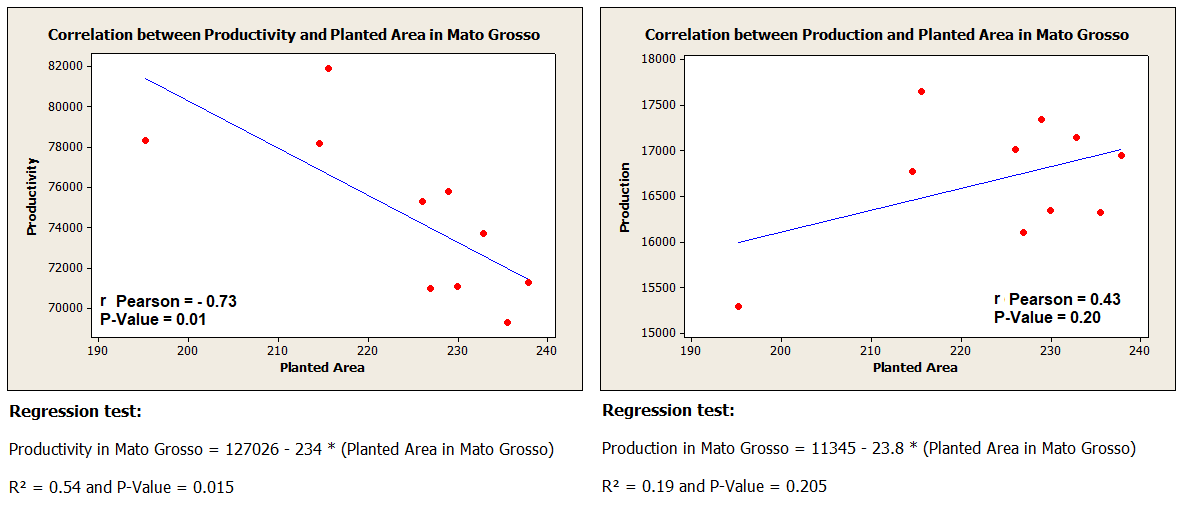 Correlation between Productivity and Planted Area in Mato Grosso
82000
80000
78000
76000
74000
72000
70000
Productivity
r Pearson = - 0.73
P-Value = 0.01
190 200 210 220 230 240
Planted Area
Regression test:
Productivity in Mato Grosso = 127026 - 234 * (Planted Area in Mato Grosso)
R² = 0.54 and P-Value = 0.015
Correlation between Production and Planted Area in Mato Grosso
18000
17500
17000
16500
16000
15500
15000
Production
r Pearson = 0.43
P-Value = 0.20
190 200 210 220 230 240
Planted Area
Regression test:
Production in Mato Grosso = 11345 - 23.8 * (Planted Area in Mato Grosso)
R² = 0.19 and P-Value = 0.205